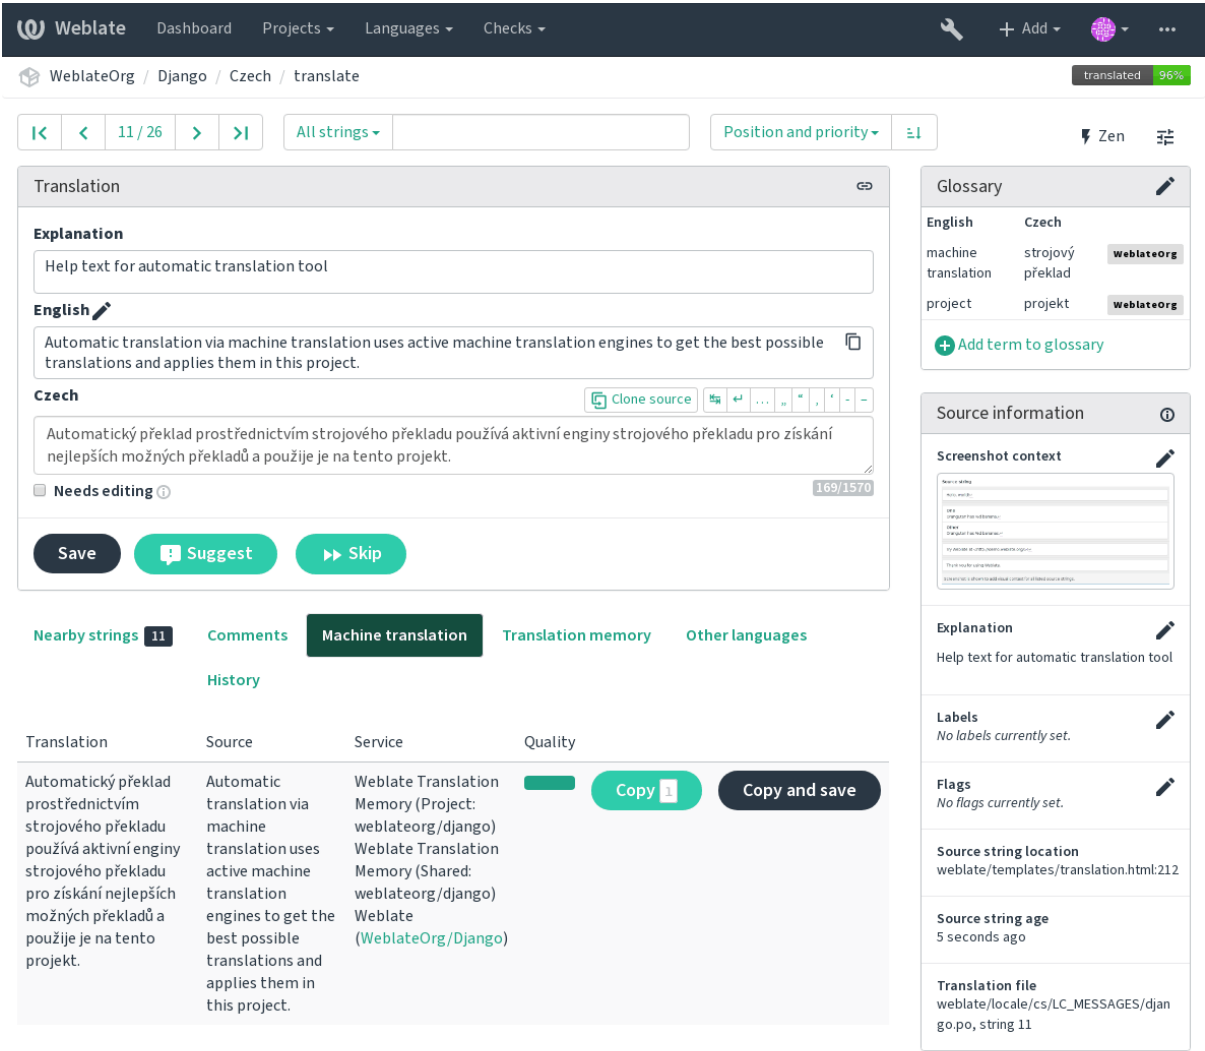 Weblate Dashboard Projects Languages Checks Add
WeblateOrg / Django / Czech / translate
translated 96%
11 / 26 All strings Position and priority Zen
Translation
Explanation
Help text for automatic translation tool
English
Automatic translation via machine translation uses active machine translation engines to get the best possible
translations and applies them in this project.
Czech Clone source ↹ ↵ … „ “ ‚ ‘ - –
Automatický překlad prostřednictvím strojového překladu používá aktivní enginy strojového překladu pro získání
nejlepších možných překladů a použije je na tento projekt.
Needs editing 169/1570
Save Suggest Skip
Nearby strings 11 Comments Machine translation Translation memory Other languages
History
Translation Source Service Quality
Automatický překlad
prostřednictvím
strojového překladu
používá aktivní enginy
strojového překladu
pro získání nejlepších
možných překladů a
použije je na tento
projekt.
Automatic
translation via
machine
translation uses
active machine
translation
engines to get the
best possible
translations and
applies them in
this project.
Weblate Translation
Memory (Project:
weblateorg/django)
Weblate Translation
Memory (Shared:
weblateorg/django)
Weblate
(WeblateOrg/Django)
Copy 1 Copy and save
Glossary
English Czech
machine translation strojový překlad WeblateOrg
project projekt WeblateOrg
Add term to glossary
Source information
Screenshot context
Source string
Explanation
Help text for automatic translation tool
Labels
No labels currently set.
Flags
No flags currently set.
Source string location
weblate/templates/translation.html:212
Source string age
5 seconds ago
Translation file
weblate/locale/cs/LC_MESSAGES/djan
go.po, string 11